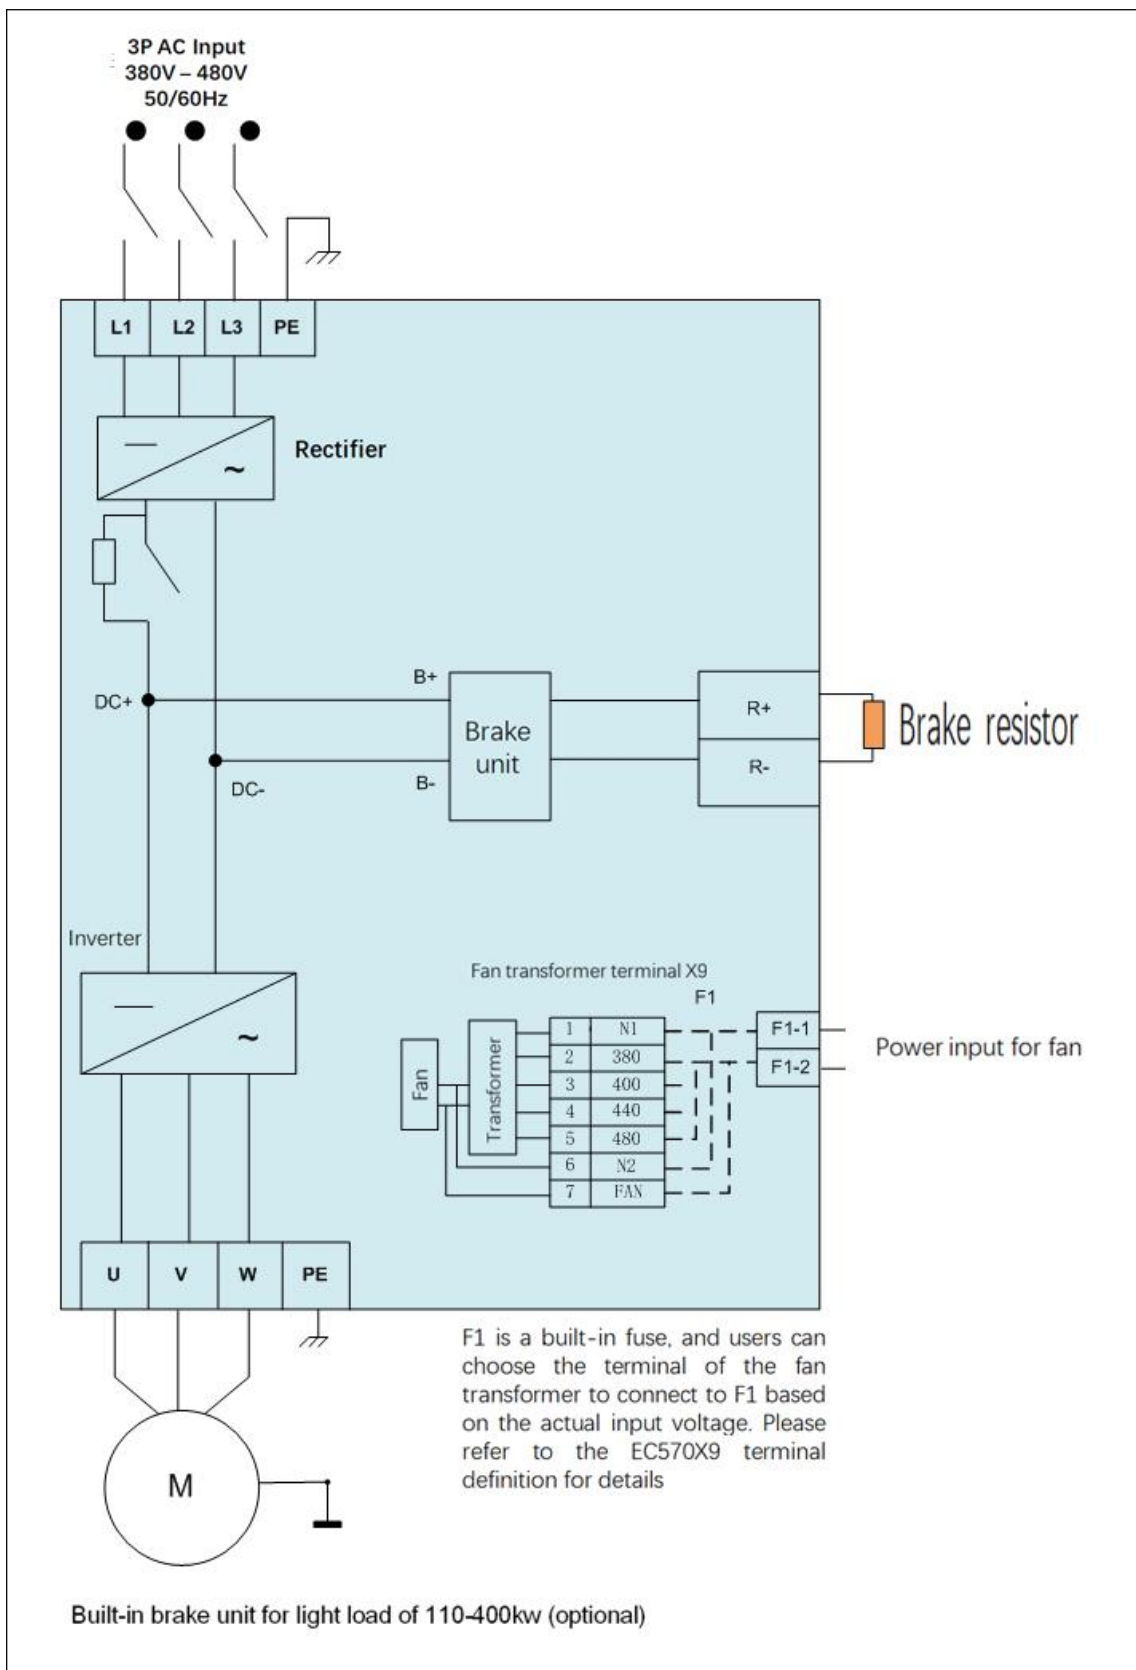 3P AC Input
380V – 480V
50/60Hz
L1 L2 L3 PE
Rectifier
~
DC+
B+
Brake
unit
R+
Brake resistor
R-
B-
DC-
Inverter
~
Fan transformer terminal X9
F1
Fan
Transformer
1 N1
2 380
3 400
4 440
5 480
6 N2
7 FAN
F1-1
F1-2
Power input for fan
U V W PE
F1 is a built-in fuse, and users can
choose the terminal of the fan
transformer to connect to F1 based
on the actual input voltage. Please
refer to the EC570X9 terminal
definition for details
M
Built-in brake unit for light load of 110-400kw (optional)